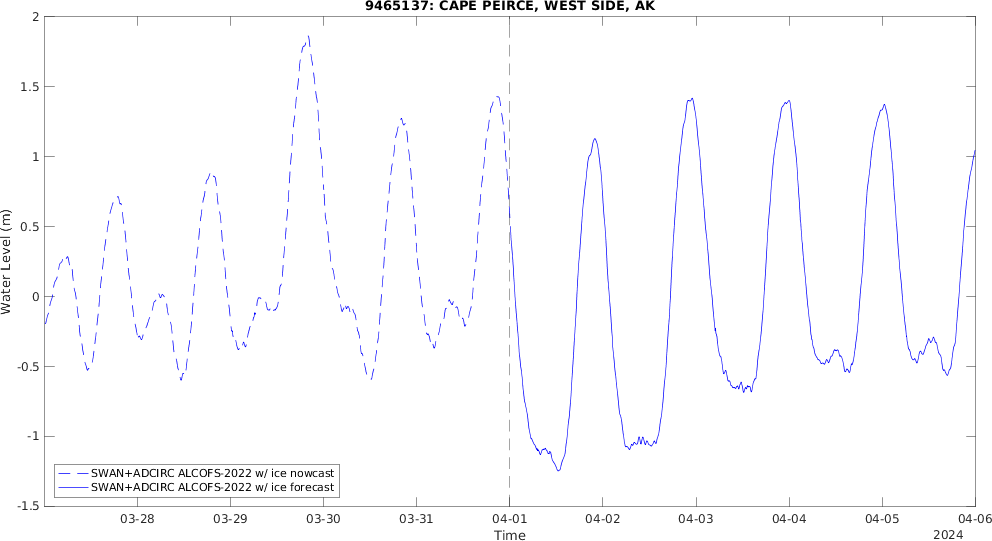 9465137: CAPE PEIRCE, WEST SIDE, AK
2
1.5
1
0.5
0
-0.5
-1
-1.5
Water Level (m)
SWAN+ADCIRC ALCOFS-2022 w/ ice nowcast
SWAN+ADCIRC ALCOFS-2022 w/ ice forecast
03-28 03-29 03-30 03-31 04-01 04-02 04-03 04-04 04-05 04-06
Time
2024